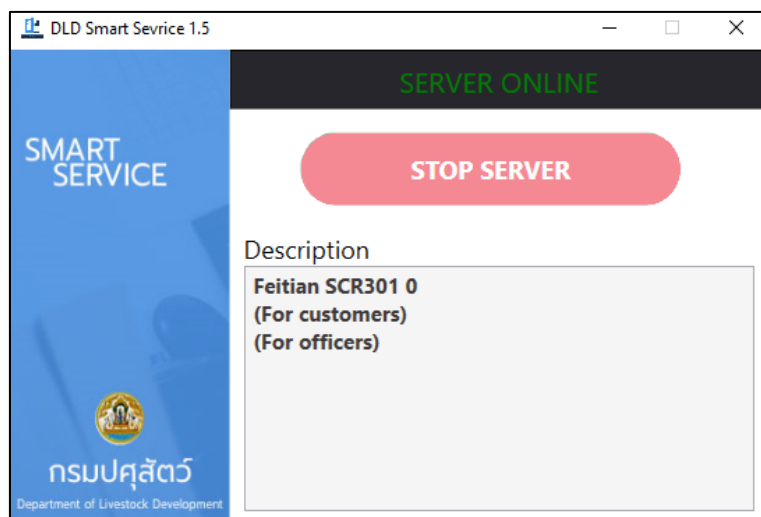 DLD Smart Sevrice 1.5
SERVER ONLINE
SMART
SERVICE
STOP SERVER
Description
Feitian SCR301 0
(For customers)
(For officers)
กรมปศุสัตว์
Department of Livestock Development